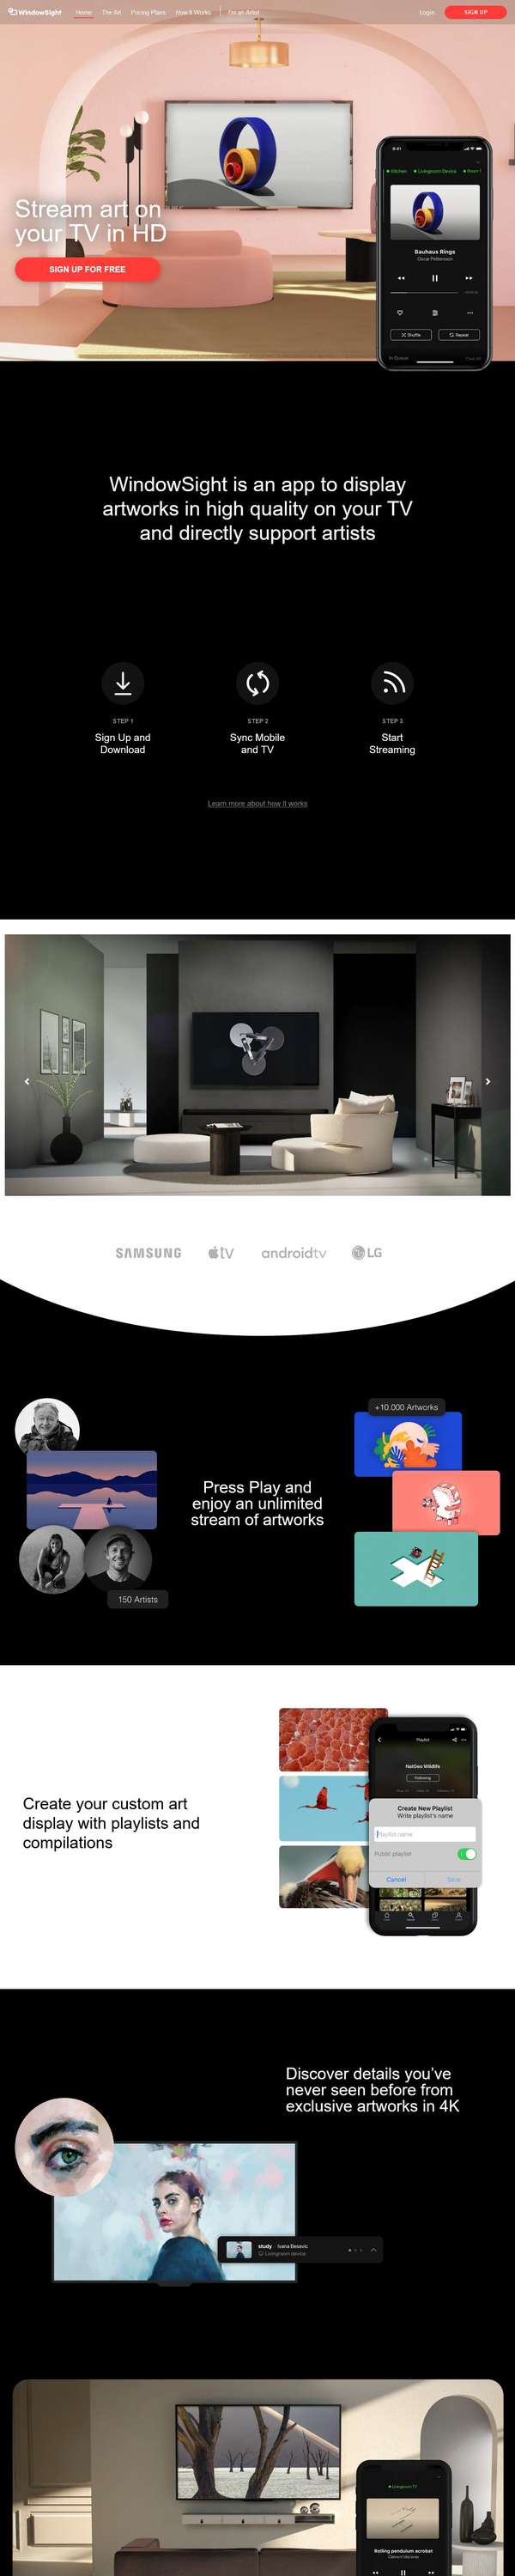 WindowSight
Home
The Art
Pricing Plans
How It Works
I'm an Artist
Login
SIGN UP
Stream art on
your TV in HD
SIGN UP FOR FREE
9:41
Kitchen
Livingroom Device
Bauhaus Rings
Oscar Pettersson
Shuffle
Repeat
In Queue
WindowSight is an app to display
artworks in high quality on your TV
and directly support artists
STEP 1
Sign Up and
Download
STEP 2
Sync Mobile
and TV
STEP 3
Start
Streaming
Learn more about how it works
SAMSUNG
tv
androidtv
LG
+10.000 Artworks
Press Play and
enjoy an unlimited
stream of artworks
150 Artists
Create your custom art
display with playlists and
compilations
Playlist
NatGeo Wildlife
Following
Create New Playlist
Write playlist's name
Playlist name
Public playlist
Cancel
Save
Discover details you've
never seen before from
exclusive artworks in 4K
study · Ivana Besevic
Livingroom device
Livingroom TV
Rolling pendulum acrobat